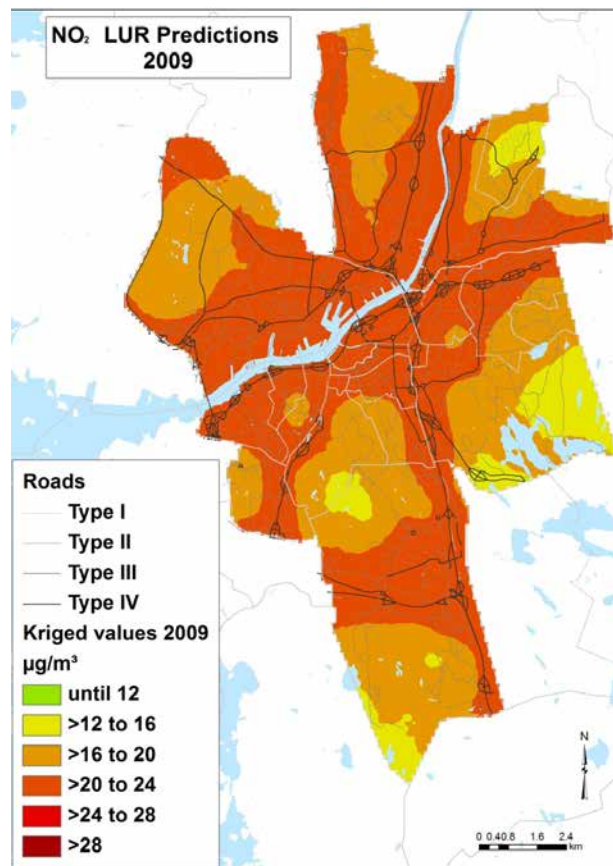 NO₂ LUR Predictions
2009
Roads
Type I
Type II
Type III
Type IV
Kriged values 2009
µg/m³
until 12
>12 to 16
>16 to 20
>20 to 24
>24 to 28
>28
N
0 0.40.8 1.6 2.4
km